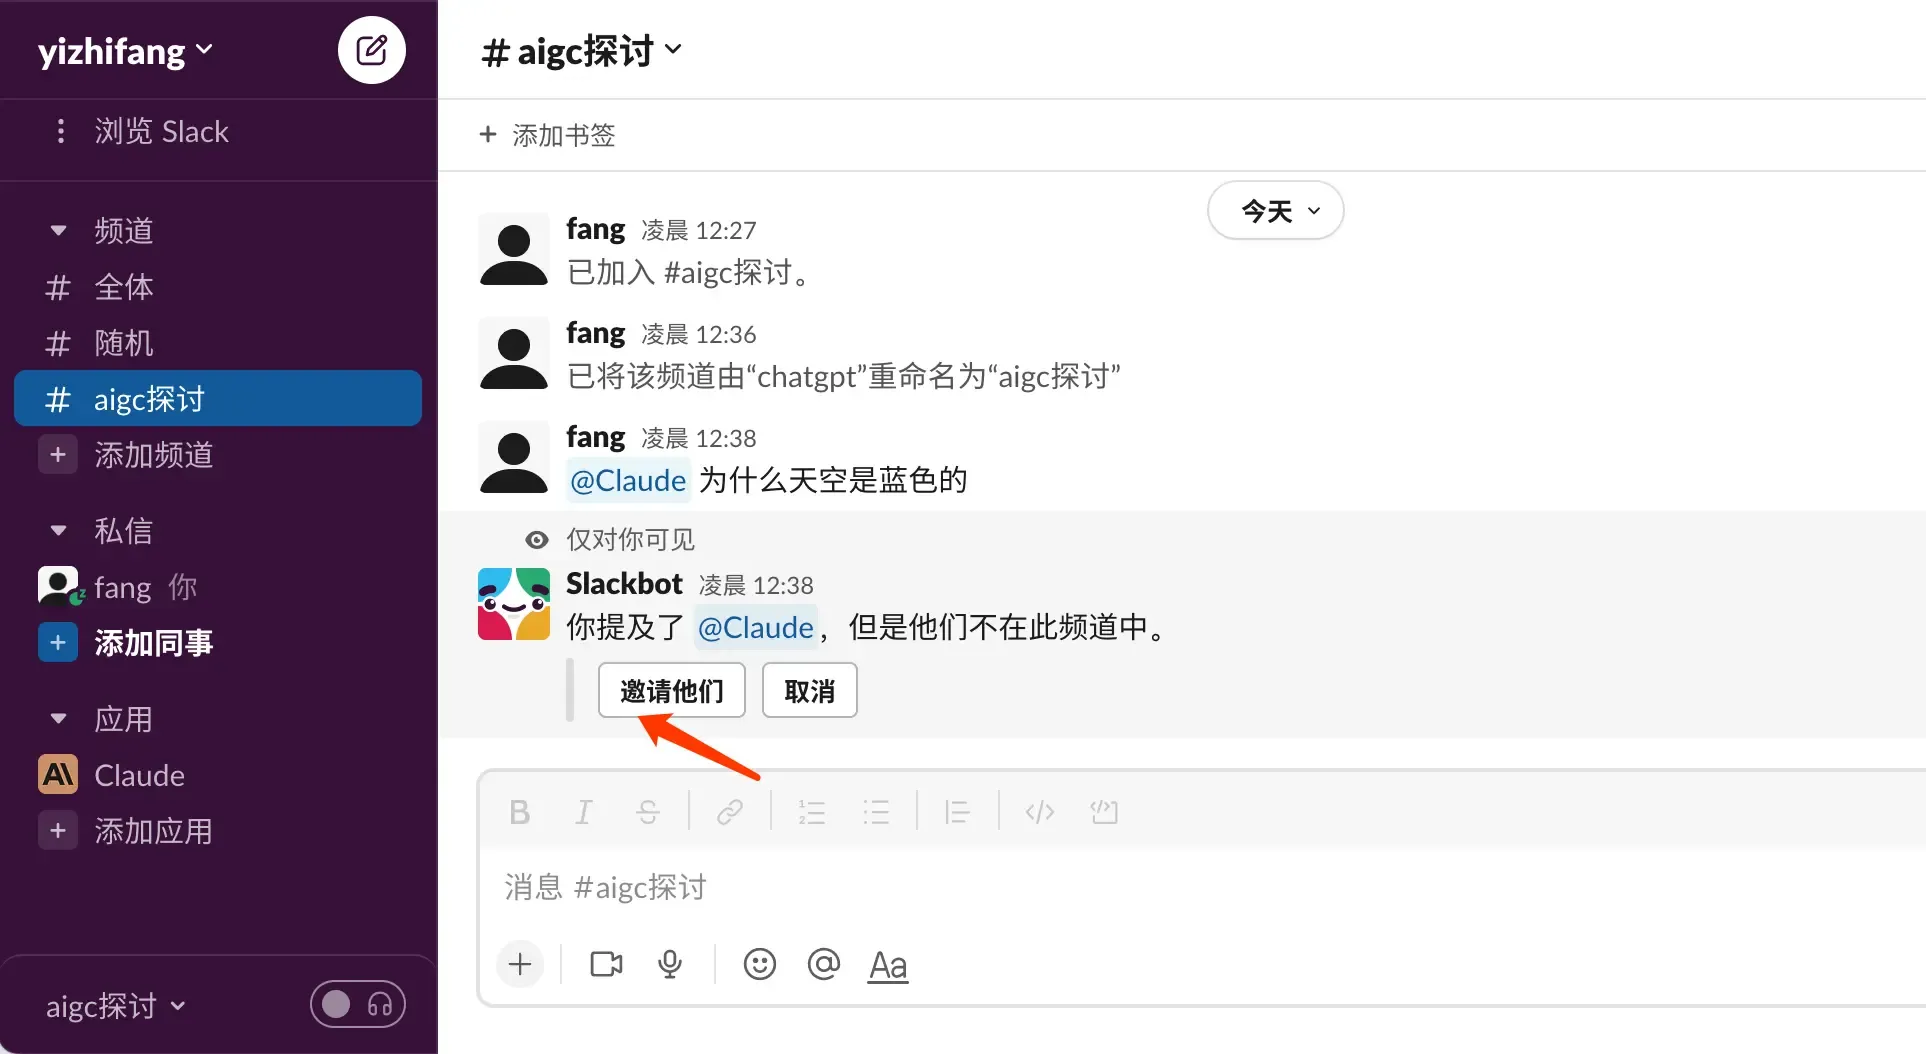 yizhifang
浏览 Slack
频道
# 全体
# 随机
# aigc探讨
+ 添加频道
私信
fang 你
+ 添加同事
应用
Claude
+ 添加应用
aigc探讨
# aigc探讨
+ 添加书签
今天
fang 凌晨 12:27
已加入 #aigc探讨。
fang 凌晨 12:36
已将该频道由“chatgpt”重命名为“aigc探讨”
fang 凌晨 12:38
@Claude 为什么天空是蓝色的
仅对你可见
Slackbot 凌晨 12:38
你提及了 @Claude，但是他们不在此频道中。
邀请他们 取消
消息 #aigc探讨
Aa